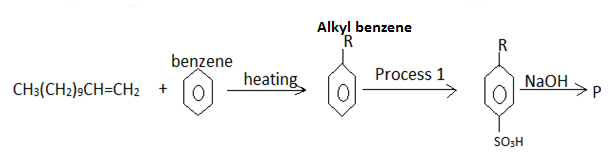 Alkyl benzene
R
R
benzene
heating
Process 1
NaOH
P
CH3(CH2)9CH=CH2 +
SO3H